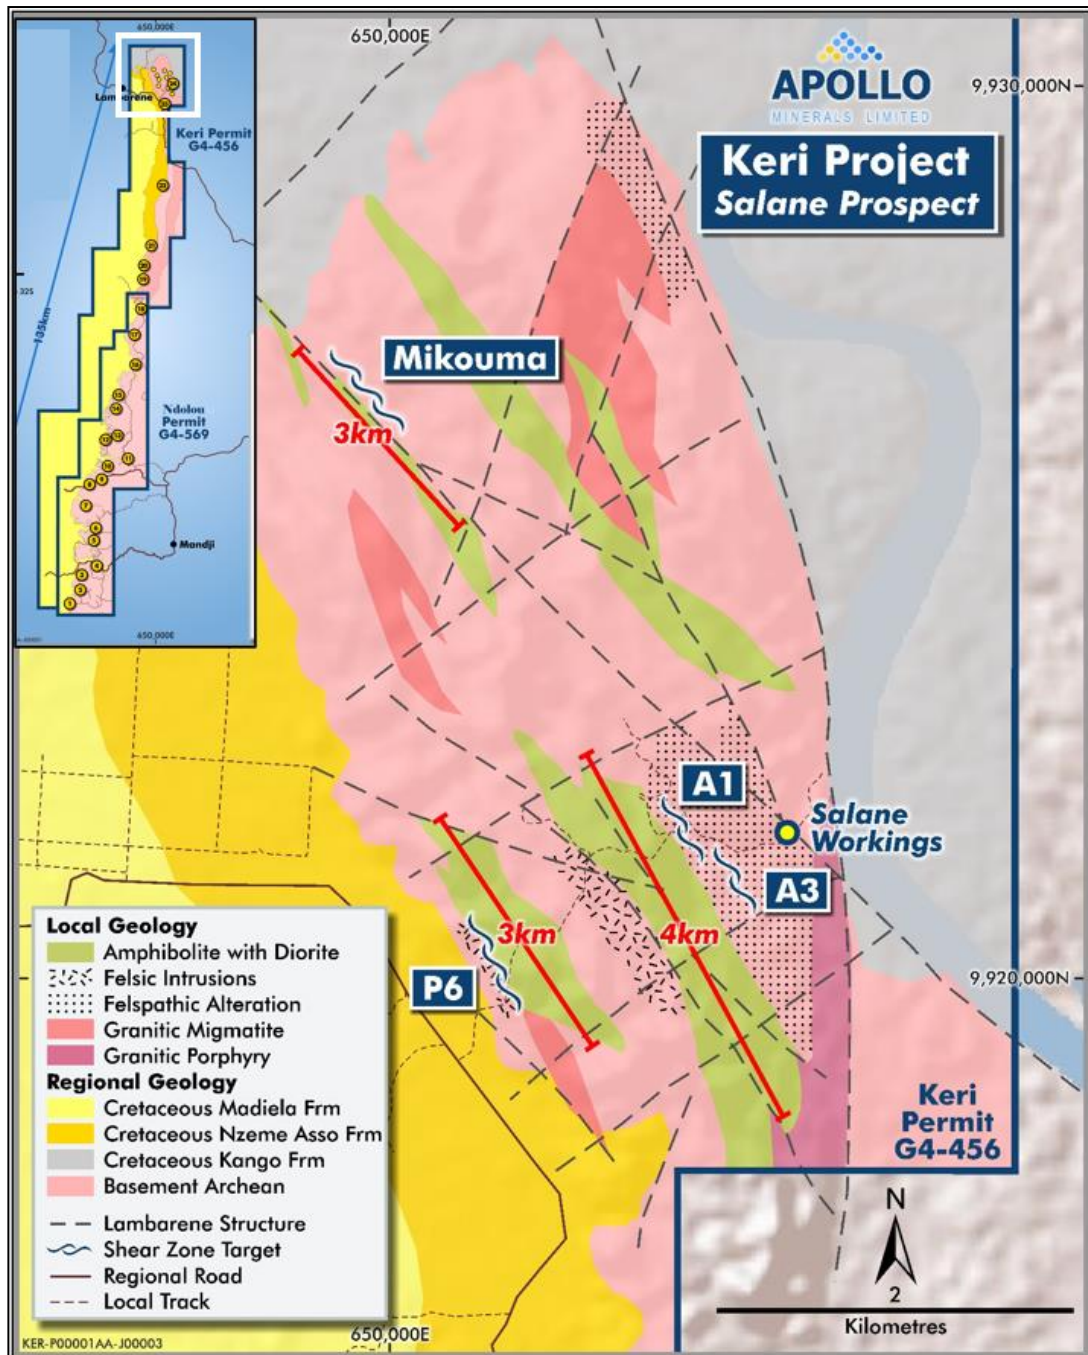 650,000E
Lambarene
Keri Permit
G4-456
32S
135km
Ndolou
Permit
G4-569
Mandji
650,000E
650,000E
9,930,000N
APOLLO
MINERALS LIMITED
Keri Project
Salane Prospect
Mikouma
3km
A1
Salane
Workings
A3
3km
4km
P6
9,920,000N
Keri
Permit
G4-456
N
2
Kilometres
Local Geology
Amphibolite with Diorite
Felsic Intrusions
Felspathic Alteration
Granitic Migmatite
Granitic Porphyry
Regional Geology
Cretaceous Madiela Frm
Cretaceous Nzeme Asso Frm
Cretaceous Kango Frm
Basement Archean
Lambarene Structure
Shear Zone Target
Regional Road
Local Track
650,000E
KER-P00001AA-J00003